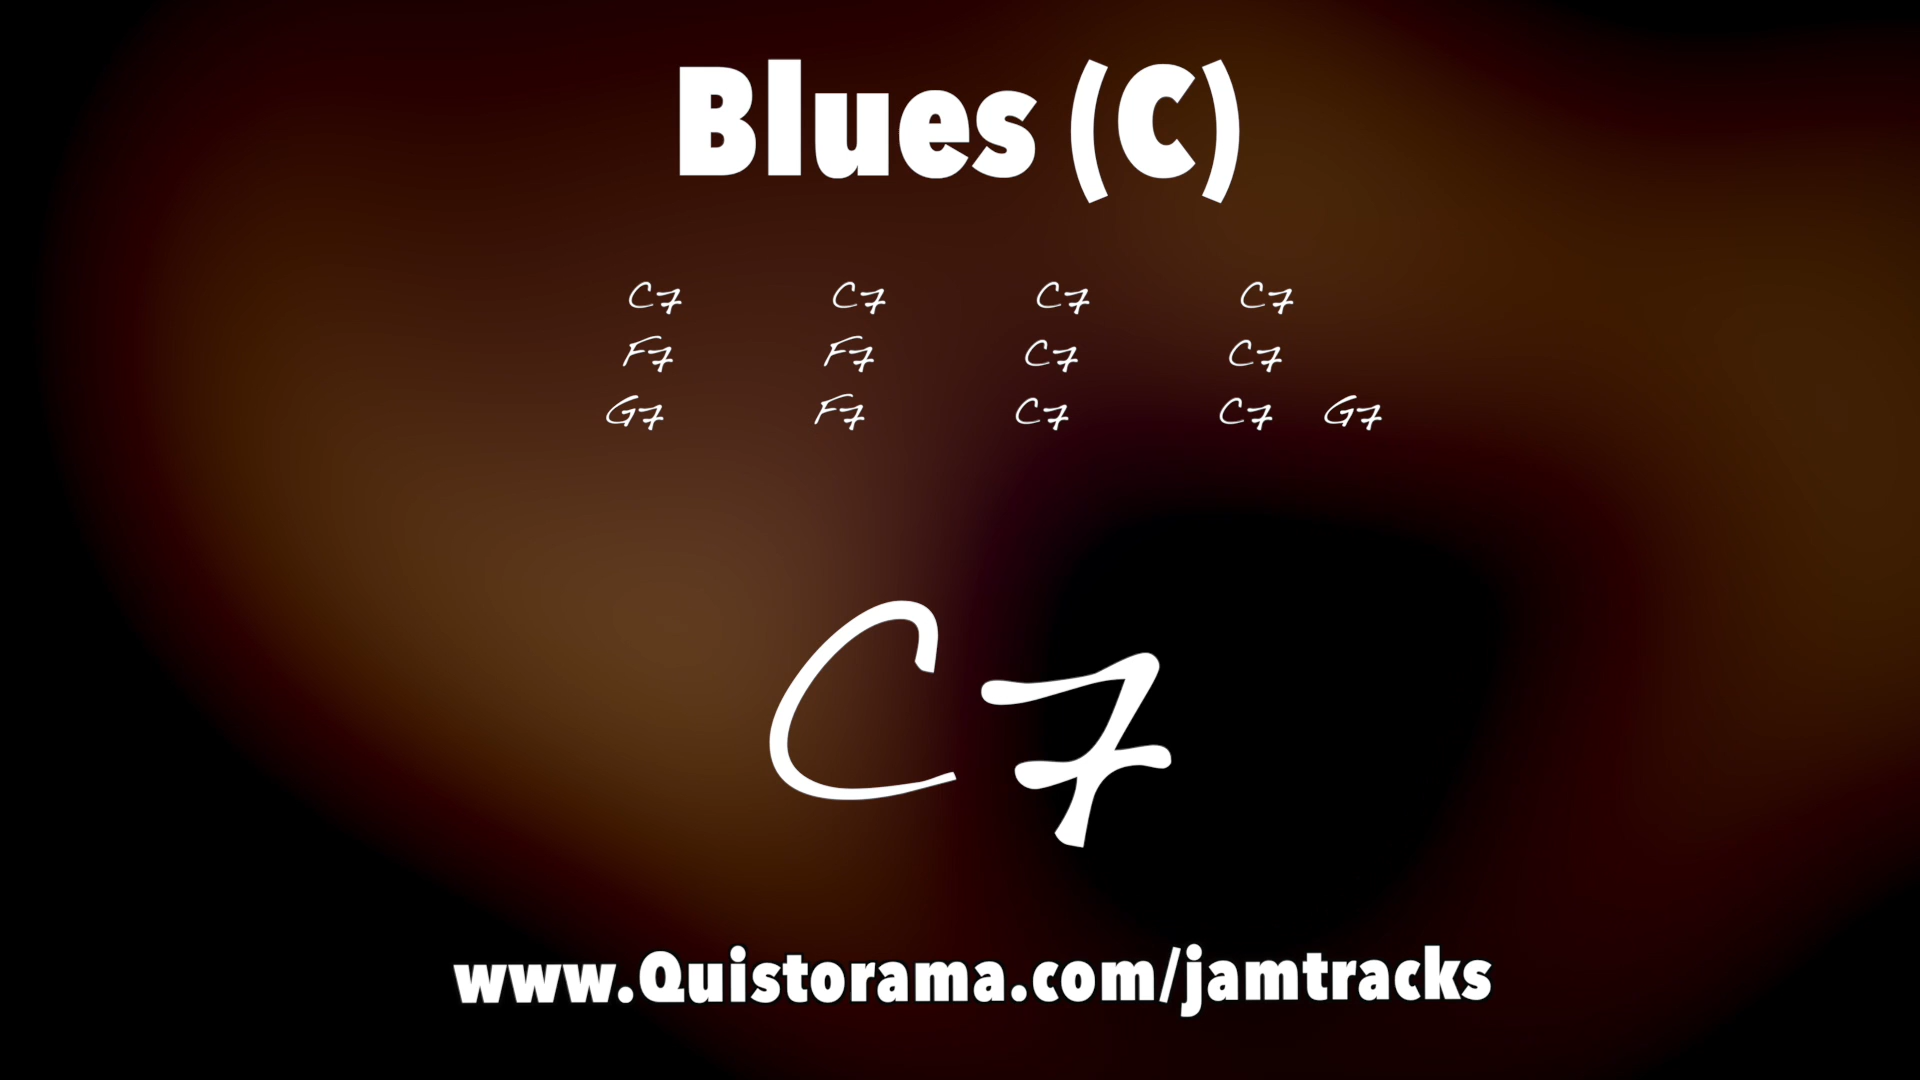 Blues (C)
C7 C7 C7 C7
F7 F7 C7 C7
G7 F7 C7 C7 G7
C7
www.Quistorama.com/jamtracks